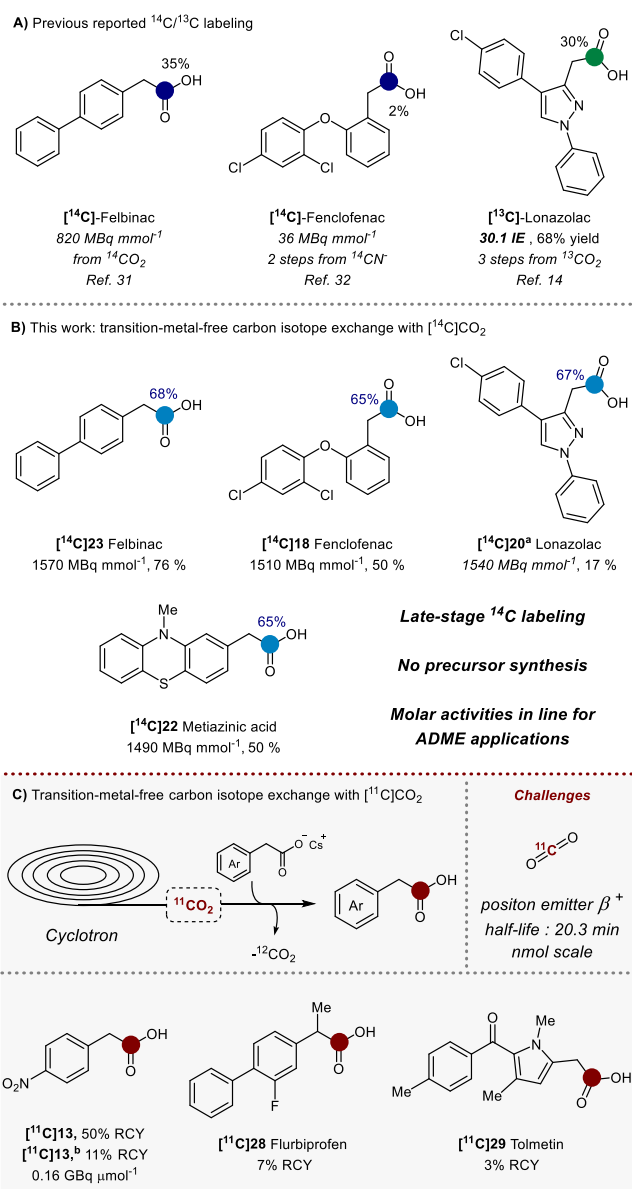 A) Previous reported ¹⁴C/¹³C labeling
35%
OH
O
O
OH
2%
O
Cl
Cl
Cl
30%
O
OH
N
N
[¹⁴C]-Felbinac
820 MBq mmol⁻¹
from ¹⁴CO₂
Ref. 31
[¹⁴C]-Fenclofenac
36 MBq mmol⁻¹
2 steps from ¹⁴CN⁻
Ref. 32
[¹³C]-Lonazolac
30.1 IE , 68% yield
3 steps from ¹³CO₂
Ref. 14
B) This work: transition-metal-free carbon isotope exchange with [¹⁴C]CO₂
68%
OH
O
65%
O
OH
O
Cl
Cl
Cl
67%
O
OH
N
N
[¹⁴C]23 Felbinac
1570 MBq mmol⁻¹, 76 %
[¹⁴C]18 Fenclofenac
1510 MBq mmol⁻¹, 50 %
[¹⁴C]20ᵃ Lonazolac
1540 MBq mmol⁻¹, 17 %
Me
N
S
65%
OH
O
[¹⁴C]22 Metiazinic acid
1490 MBq mmol⁻¹, 50 %
Late-stage ¹⁴C labeling
No precursor synthesis
Molar activities in line for
ADME applications
C) Transition-metal-free carbon isotope exchange with [¹¹C]CO₂
Cyclotron
¹¹CO₂
Ar
O⁻ Cs⁺
O
-¹²CO₂
Ar
OH
O
Challenges
O ¹¹C O
positon emitter β⁺
half-life : 20.3 min
nmol scale
O₂N
OH
O
[¹¹C]13, 50% RCY
[¹¹C]13,ᵇ 11% RCY
0.16 GBq μmol⁻¹
Me
OH
O
F
[¹¹C]28 Flurbiprofen
7% RCY
O
Me
N
Me
Me
OH
O
[¹¹C]29 Tolmetin
3% RCY